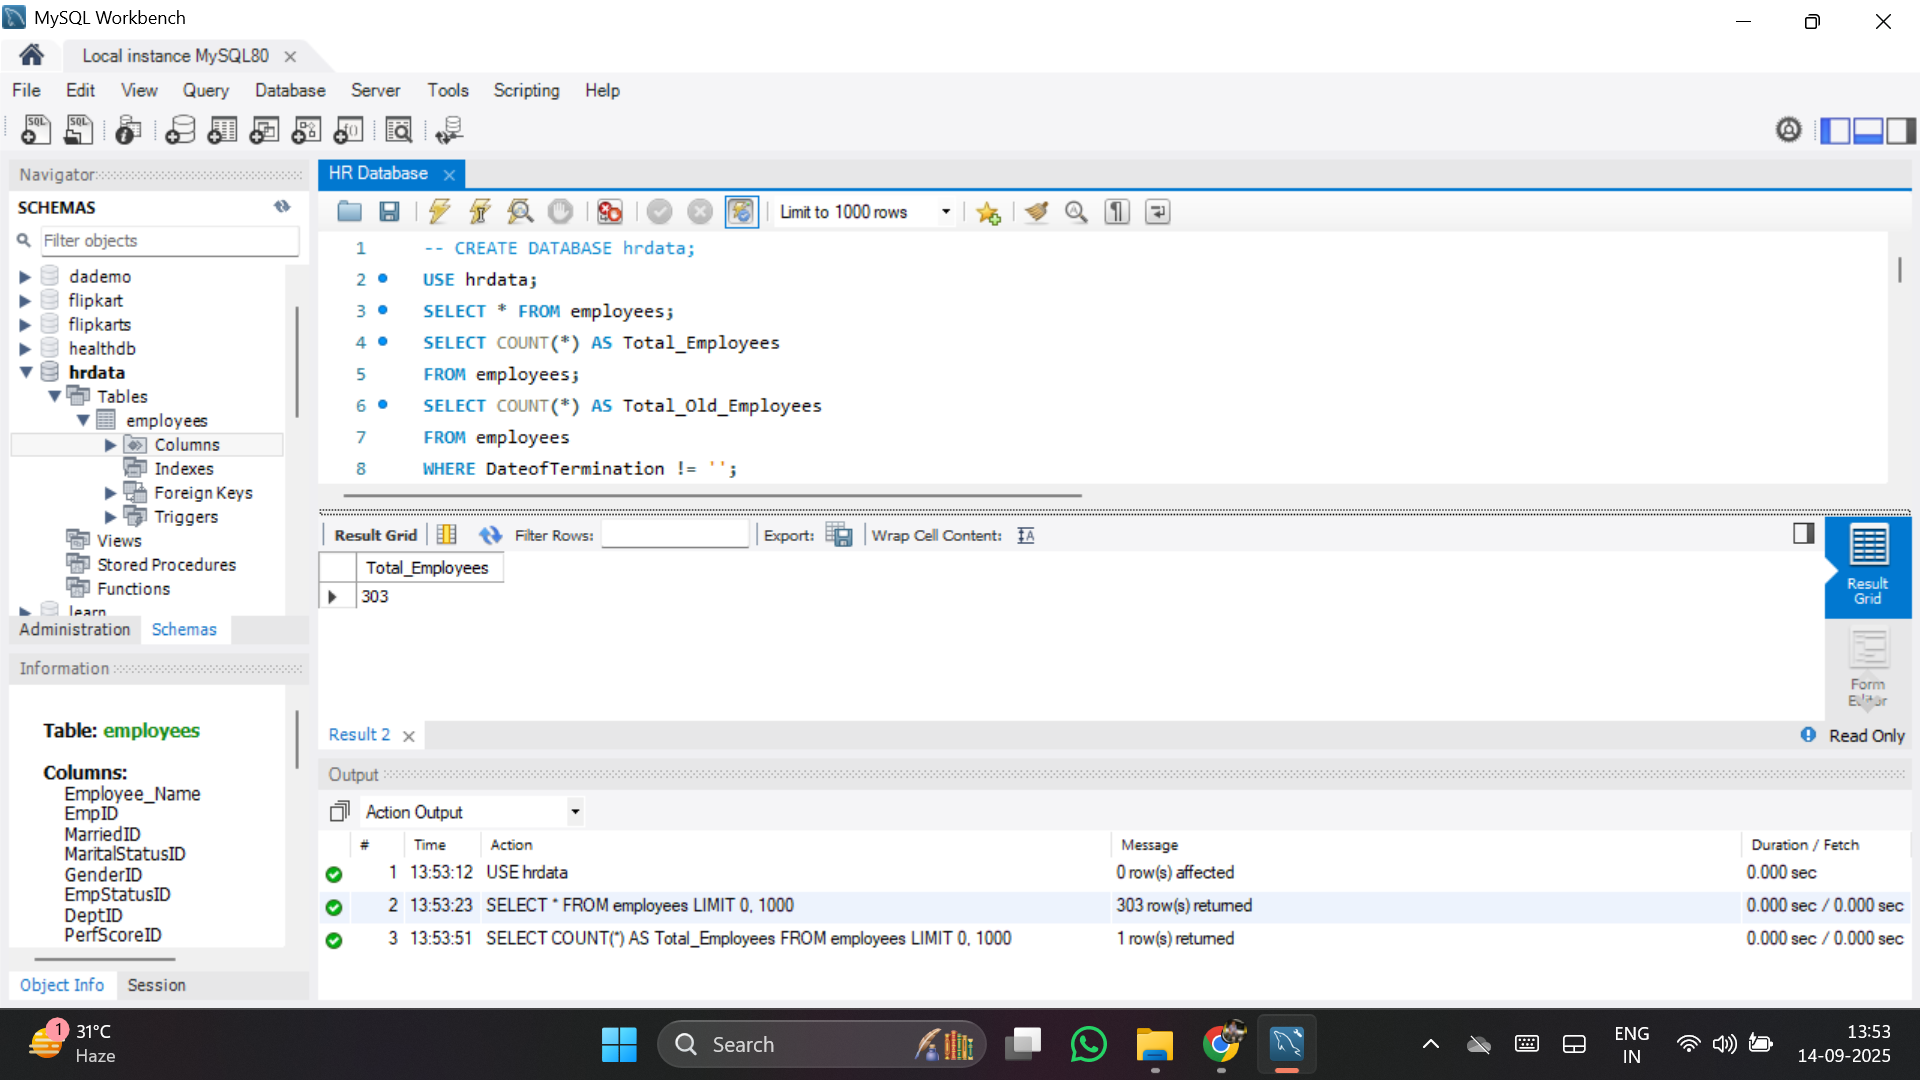 MySQL Workbench
Local instance MySQL80
File Edit View Query Database Server Tools Scripting Help
Navigator
SCHEMAS
Filter objects
dademo
flipkart
flipkarts
healthdb
hrdata
Tables
employees
Columns
Indexes
Foreign Keys
Triggers
Views
Stored Procedures
Functions
learn
Administration Schemas
Information
Table: employees
Columns:
Employee_Name
EmpID
MarriedID
MaritalStatusID
GenderID
EmpStatusID
DeptID
PerfScoreID
Object Info Session
HR Database
Limit to 1000 rows
1 -- CREATE DATABASE hrdata;
2 USE hrdata;
3 SELECT * FROM employees;
4 SELECT COUNT(*) AS Total_Employees
5 FROM employees;
6 SELECT COUNT(*) AS Total_Old_Employees
7 FROM employees
8 WHERE DateofTermination != '';
Result Grid Filter Rows: Export: Wrap Cell Content:
Total_Employees
303
Result
Grid
Form
Editor
Result 2
Read Only
Output
Action Output
# Time Action Message Duration / Fetch
1 13:53:12 USE hrdata 0 row(s) affected 0.000 sec
2 13:53:23 SELECT * FROM employees LIMIT 0, 1000 303 row(s) returned 0.000 sec / 0.000 sec
3 13:53:51 SELECT COUNT(*) AS Total_Employees FROM employees LIMIT 0, 1000 1 row(s) returned 0.000 sec / 0.000 sec
1
31°C
Haze
Search
ENG
IN
13:53
14-09-2025